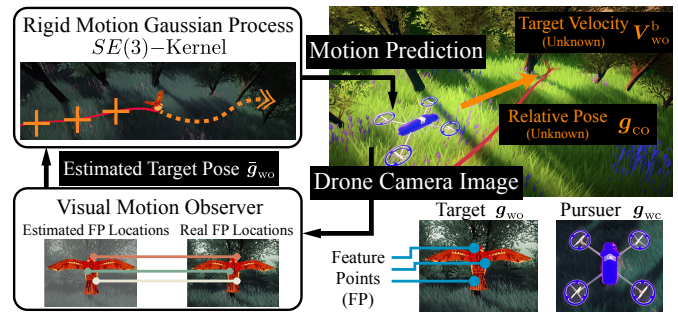 Rigid Motion Gaussian Process
SE(3)−Kernel
Motion Prediction
Target Velocity V^b_wo
(Unknown)
Relative Pose g_co
(Unknown)
Estimated Target Pose ḡ_wo
Drone Camera Image
Visual Motion Observer
Estimated FP Locations Real FP Locations
Target g_wo
Pursuer g_wc
Feature
Points
(FP)